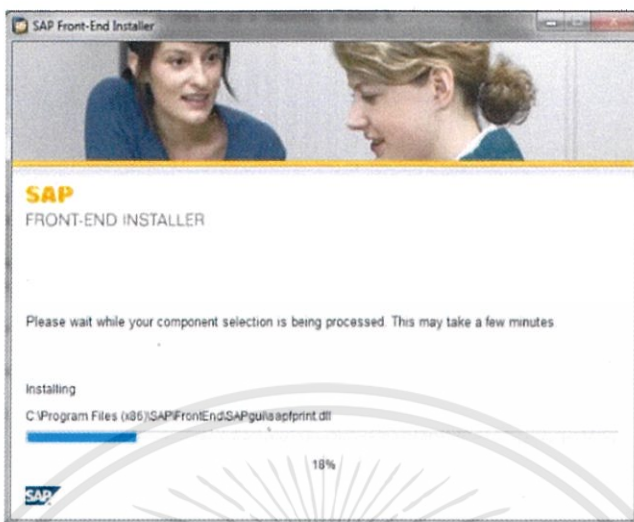 SAP Front-End Installer
SAP
FRONT-END INSTALLER
Please wait while your component selection is being processed. This may take a few minutes.
Installing
C:\Program Files (x86)\SAP\FrontEnd\SAPgui\sapfprint.dll
18%
SAP